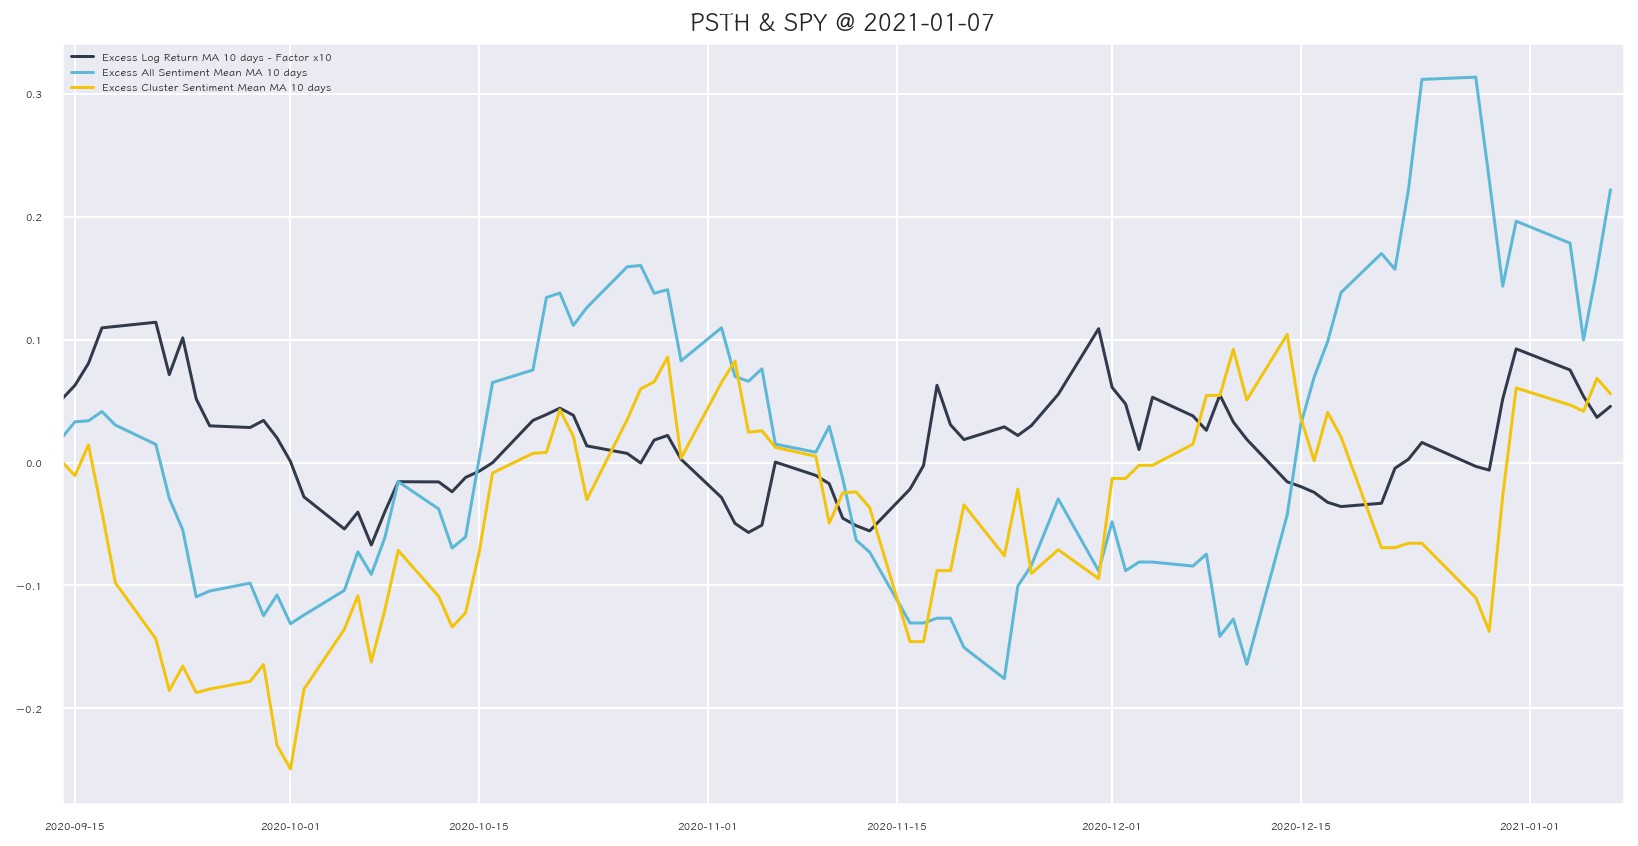 PSTH & SPY @ 2021-01-07
Excess Log Return MA 10 days - Factor x10
Excess All Sentiment Mean MA 10 days
Excess Cluster Sentiment Mean MA 10 days
0.3
0.2
0.1
0.0
−0.1
−0.2
2020-09-15 2020-10-01 2020-10-15 2020-11-01 2020-11-15 2020-12-01 2020-12-15 2021-01-01